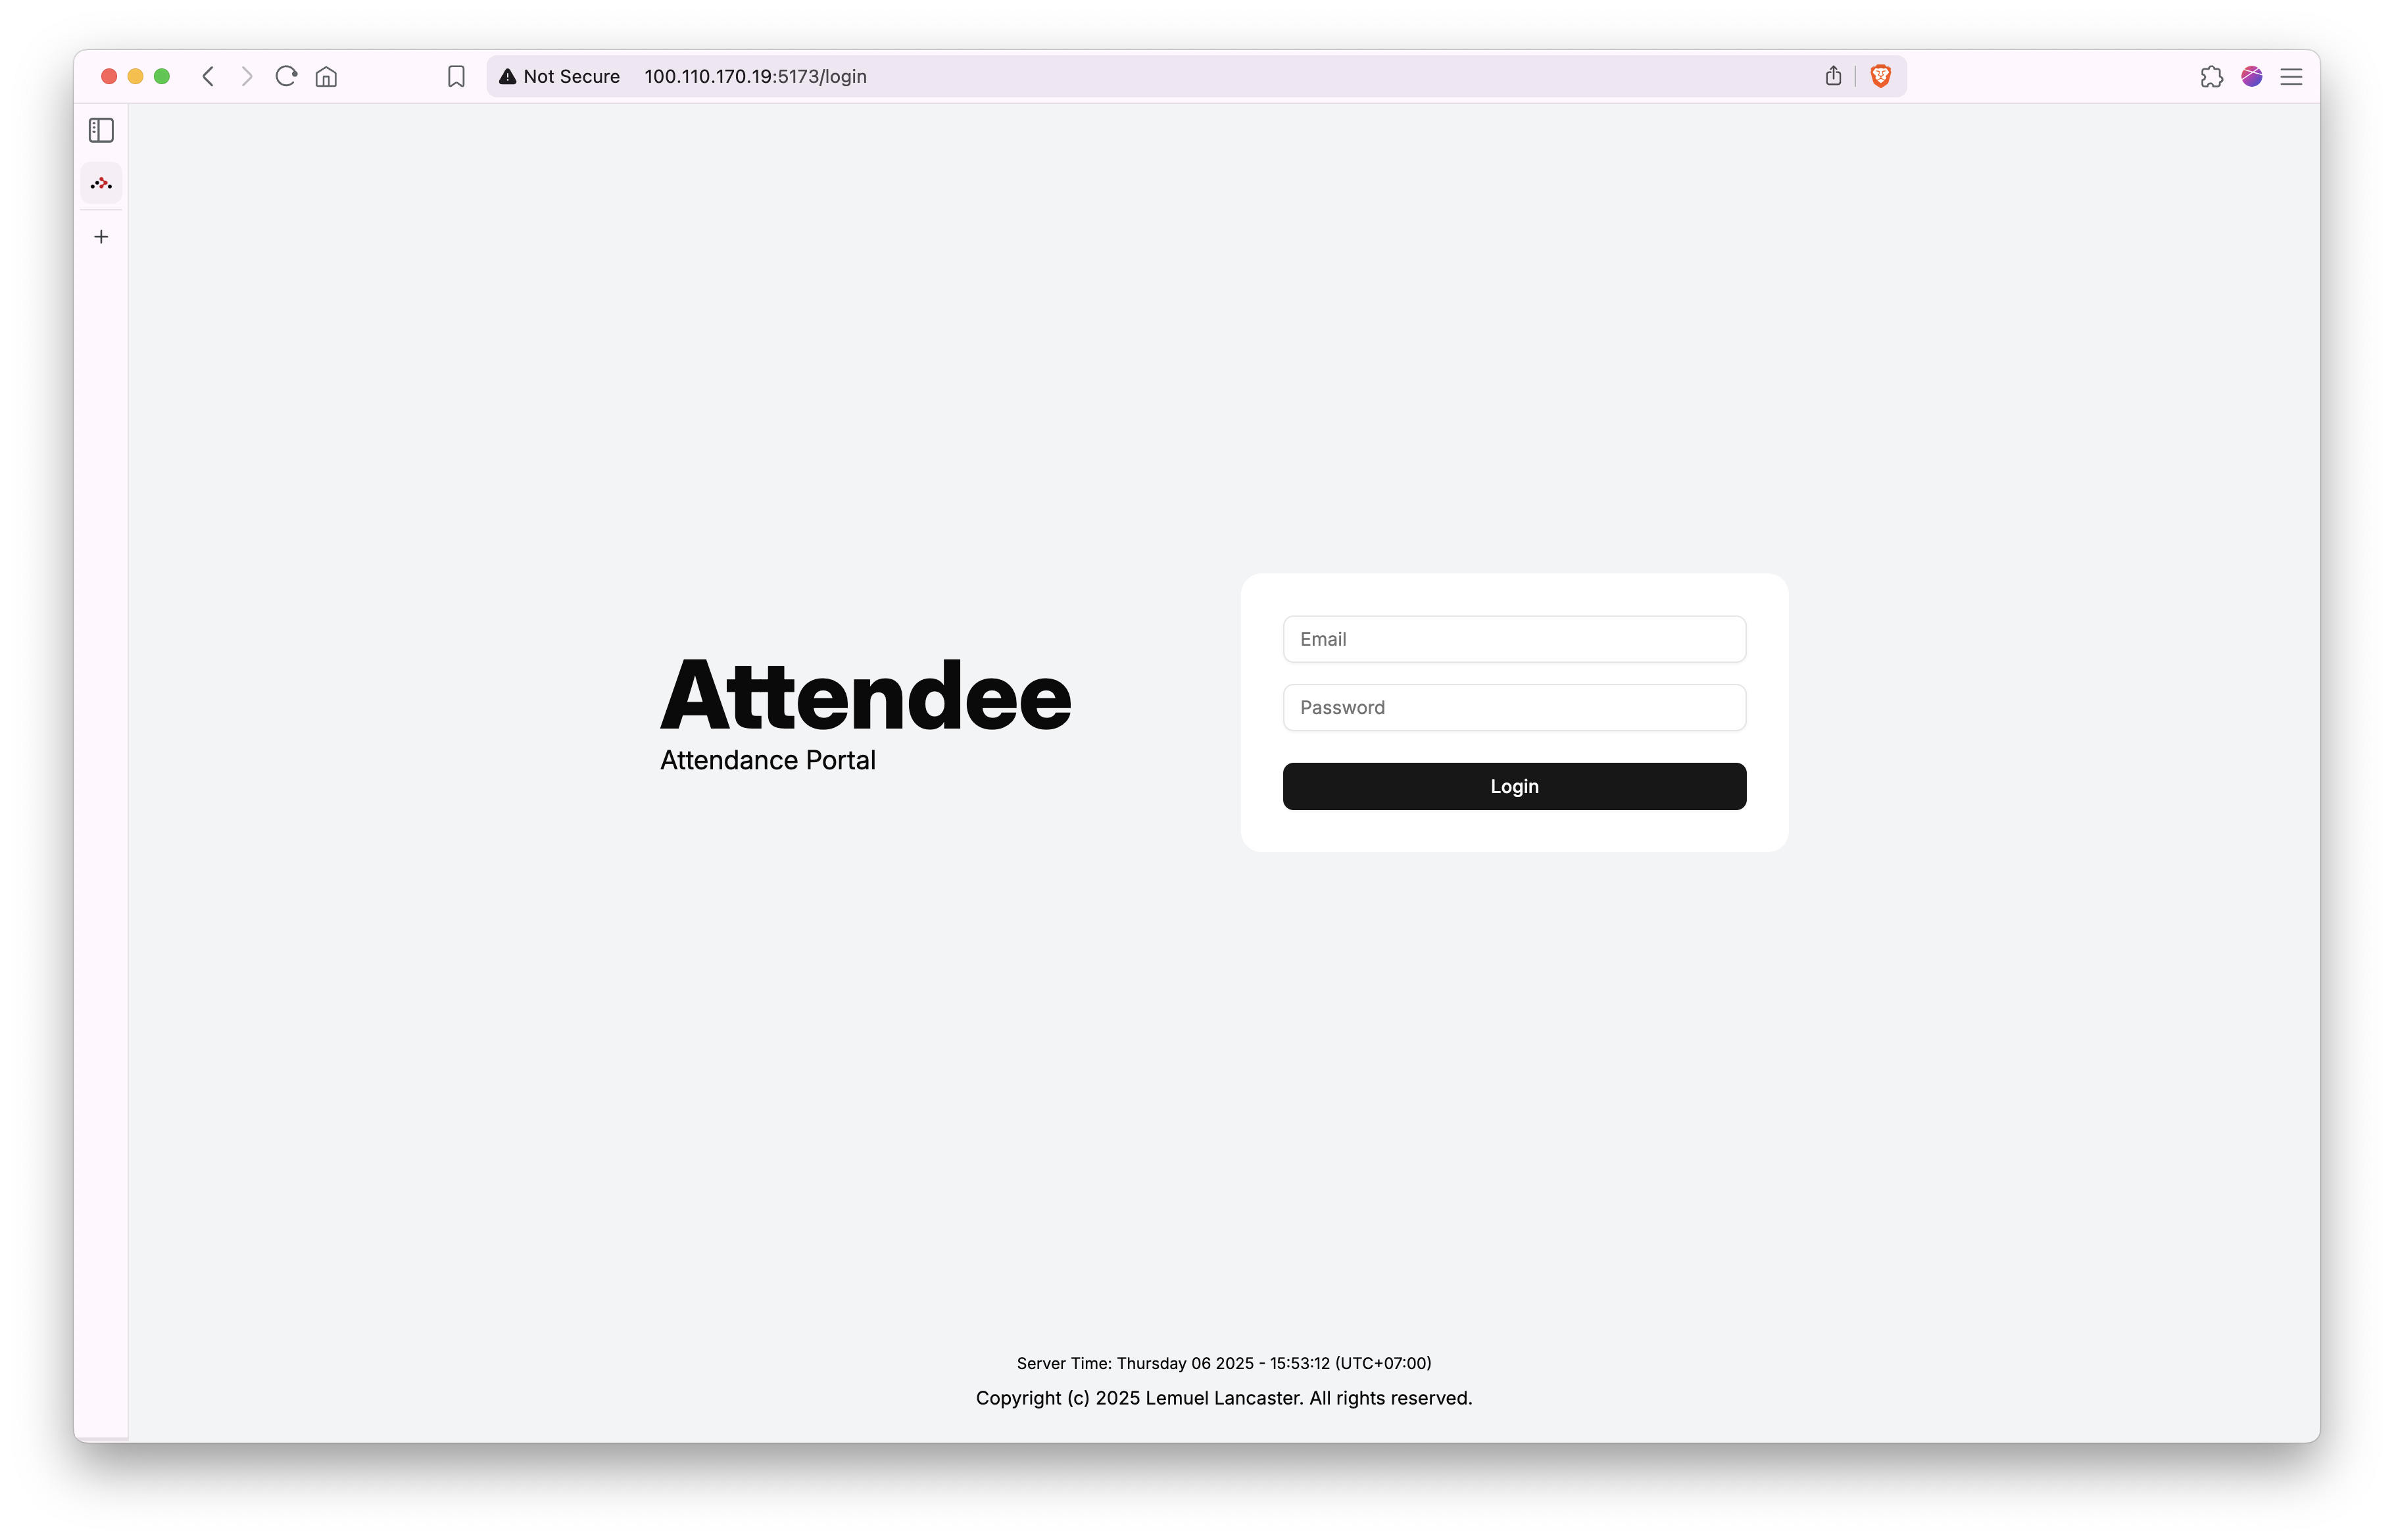 Not Secure 100.110.170.19:5173/login
Attendee
Attendance Portal
Email
Password
Login
Server Time: Thursday 06 2025 - 15:53:12 (UTC+07:00)
Copyright (c) 2025 Lemuel Lancaster. All rights reserved.